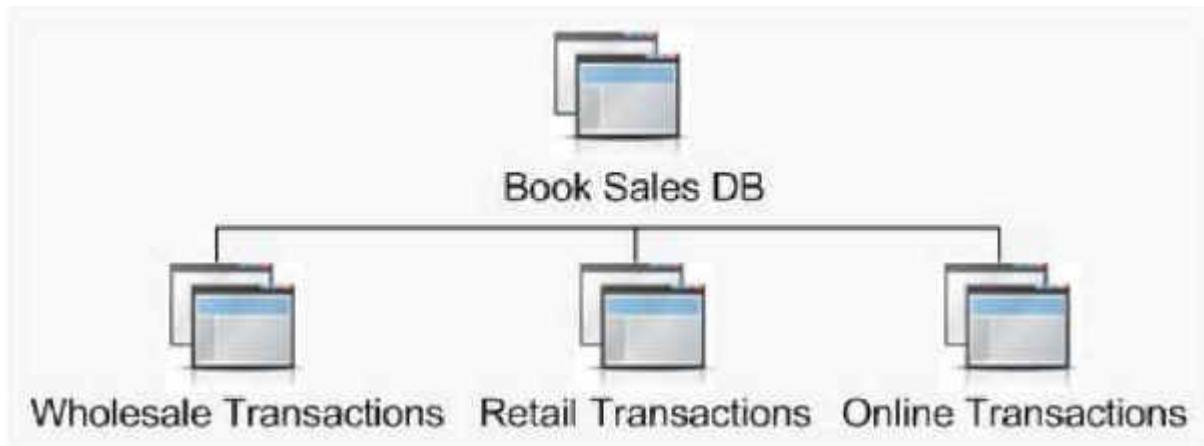 Book Sales DB
Wholesale Transactions
Retail Transactions
Online Transactions